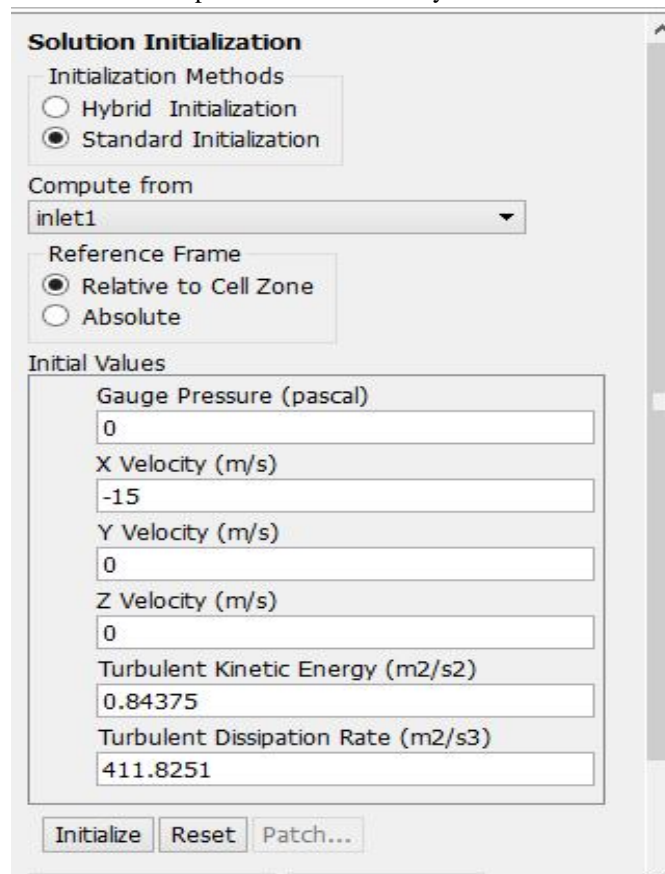 Solution Initialization
Initialization Methods
Hybrid Initialization
Standard Initialization
Compute from
inlet1
Reference Frame
Relative to Cell Zone
Absolute
Initial Values
Gauge Pressure (pascal)
0
X Velocity (m/s)
-15
Y Velocity (m/s)
0
Z Velocity (m/s)
0
Turbulent Kinetic Energy (m2/s2)
0.84375
Turbulent Dissipation Rate (m2/s3)
411.8251
Initialize Reset Patch...